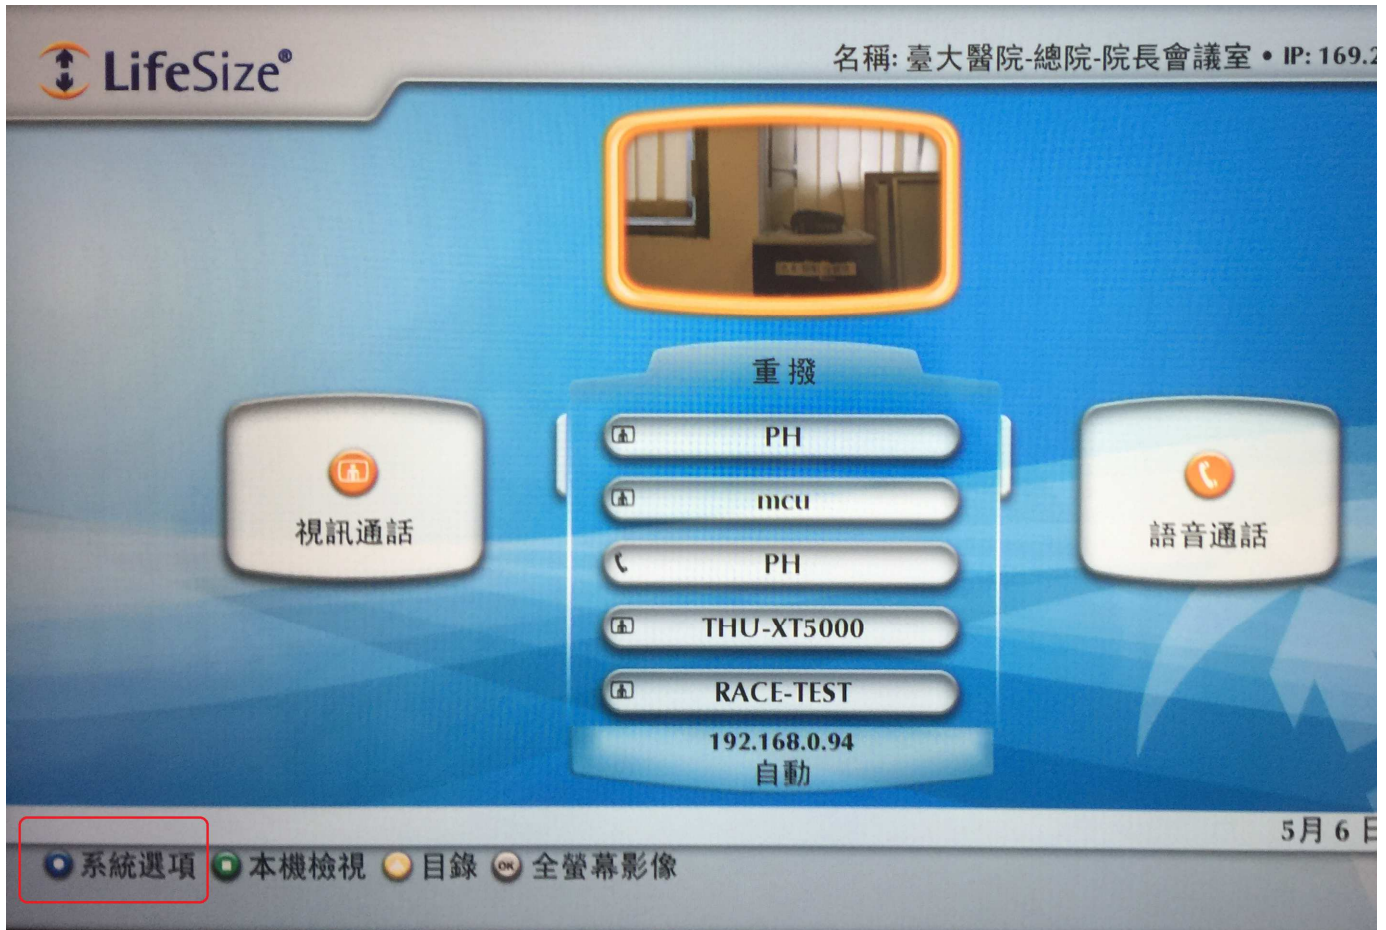 LifeSize®
名稱: 臺大醫院-總院-院長會議室 • IP: 169.2
重撥
PH
mcu
PH
THU-XT5000
RACE-TEST
192.168.0.94
自動
視訊通話
語音通話
5月 6 日
系統選項 本機檢視 目錄 OK 全螢幕影像